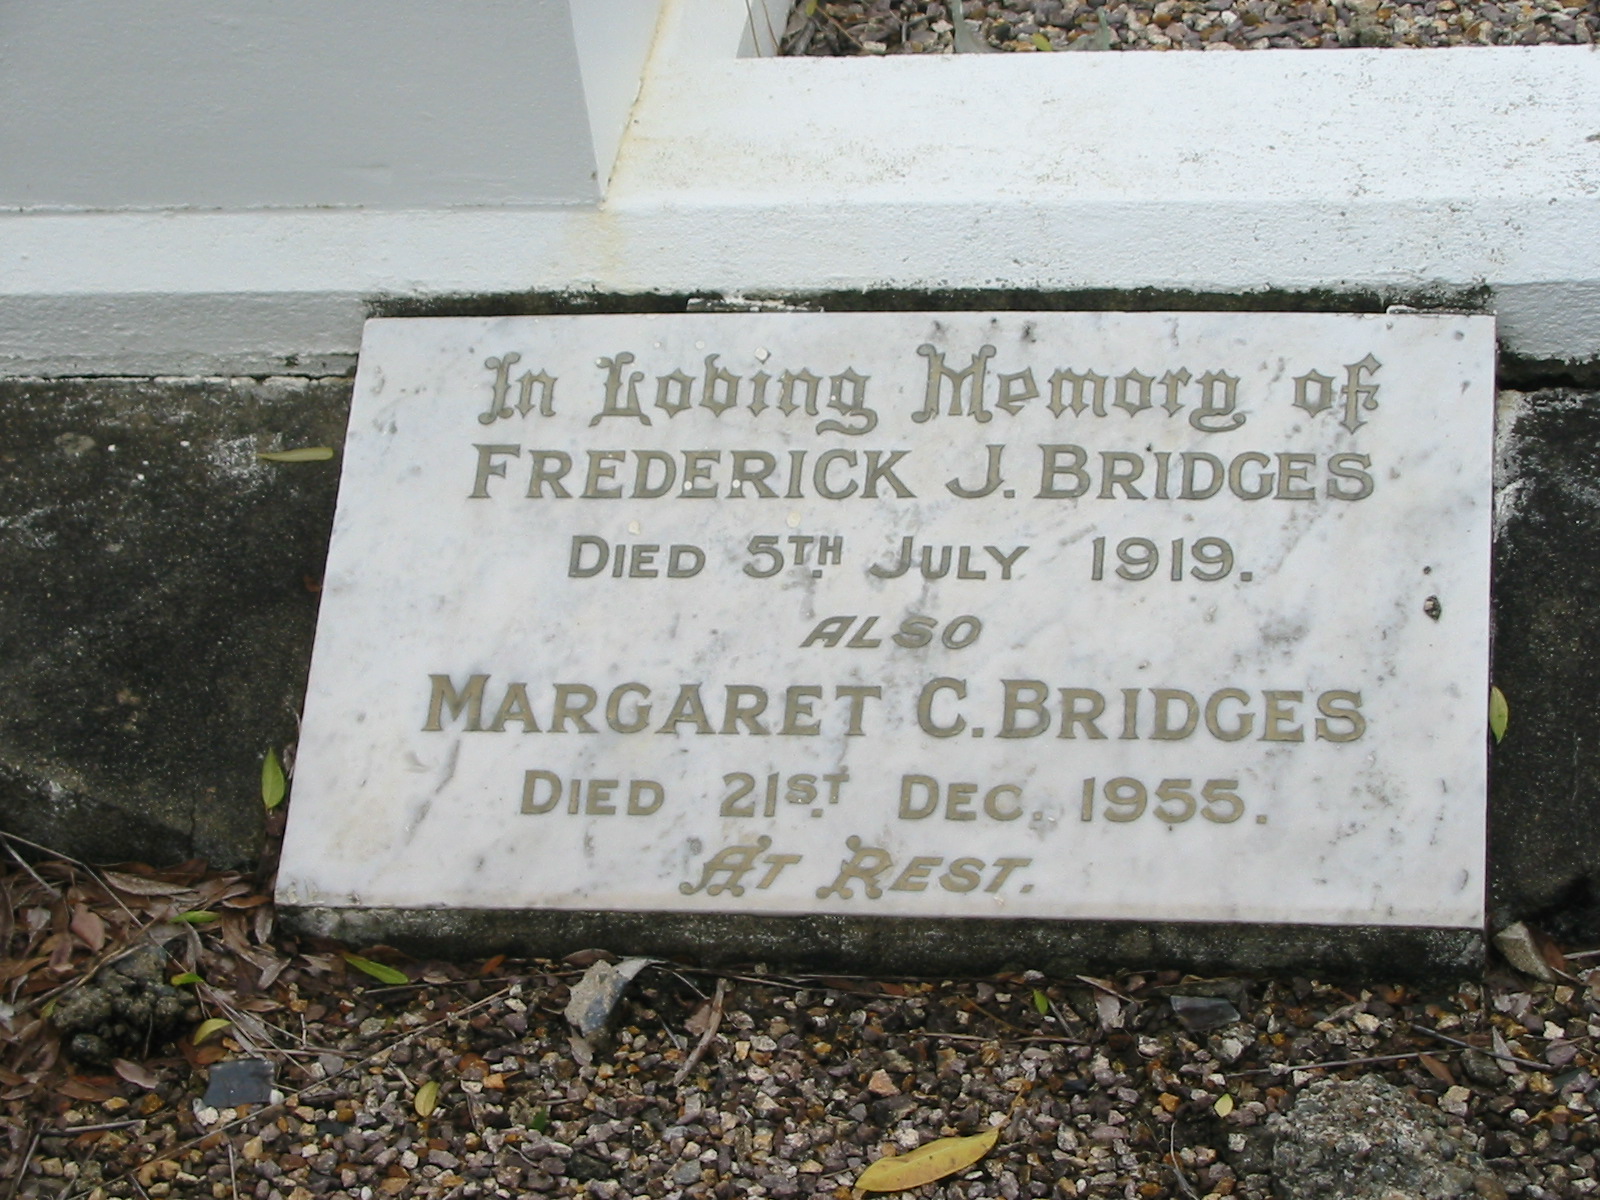 In Loving Memory of
FREDERICK J. BRIDGES
DIED 5TH JULY 1919.
ALSO
MARGARET C. BRIDGES
DIED 21ST DEC. 1955.
AT REST.